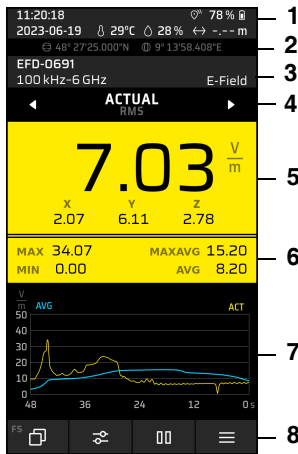 11:20:18 78 % 1
2023-06-19 29°C 28 % -.-- m
48° 27'25.000"N 9° 13'58.408"E 2
EFD-0691
100 kHz-6 GHz E-Field 3
ACTUAL 4
RMS
7.03 V/m 5
X Y Z
2.07 6.11 2.78
MAX 34.07 MAXAVG 15.20 6
MIN 0.00 AVG 8.20
V/m AVG ACT
50
40
30 7
20
10
0
48 36 24 12 0 s
F5 8